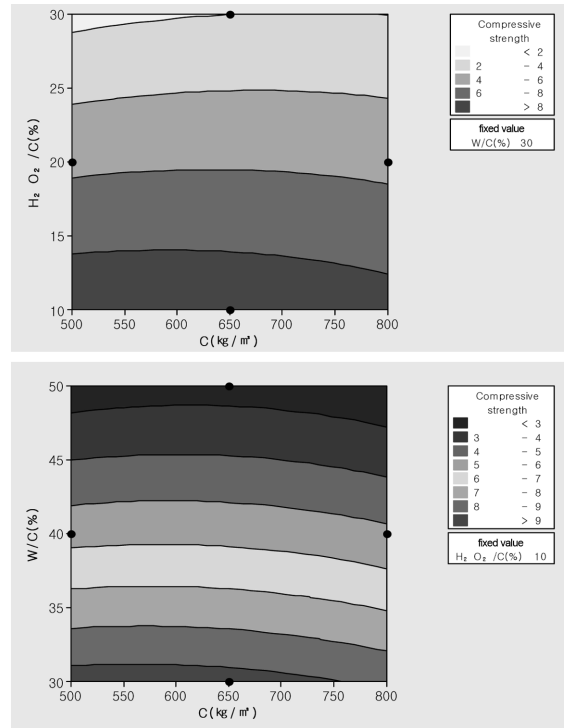 30
25
20
15
10
H₂ O₂ /C(%)
500 550 600 650 700 750 800
C(kg/㎥)
Compressive
strength
< 2
2 - 4
4 - 6
6 - 8
> 8
fixed value
W/C(%) 30
50
45
40
35
30
W/C(%)
500 550 600 650 700 750 800
C(kg/㎥)
Compressive
strength
< 3
3 - 4
4 - 5
5 - 6
6 - 7
7 - 8
8 - 9
> 9
fixed value
H₂ O₂ /C(%) 10